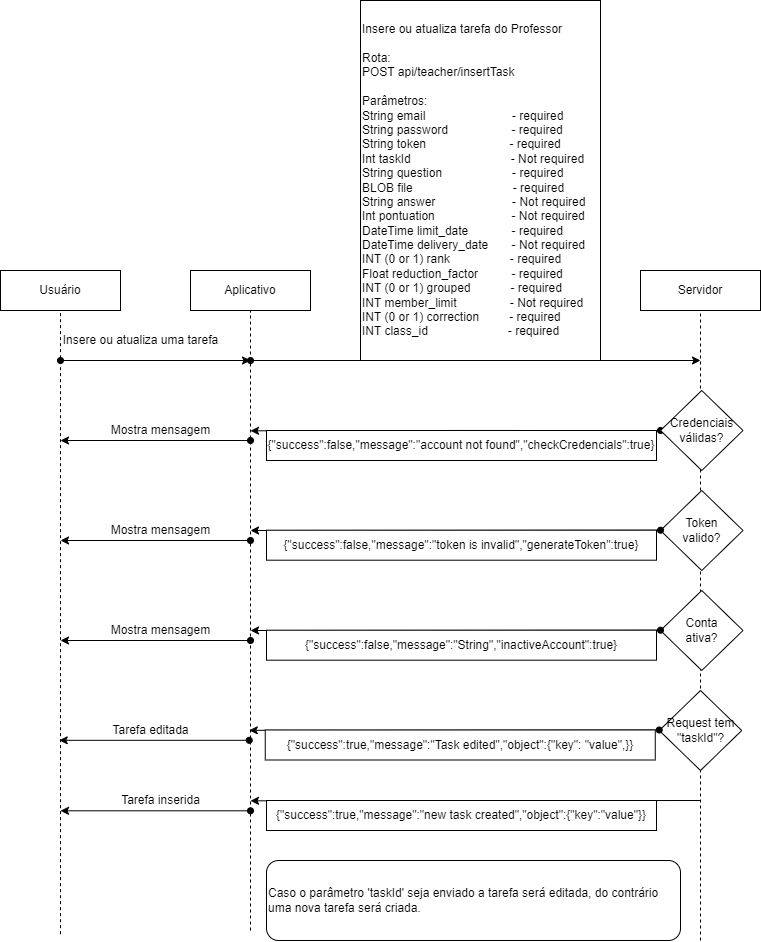 Insere ou atualiza tarefa do Professor
Rota:
POST api/teacher/insertTask
Parâmetros:
String email - required
String password - required
String token - required
Int taskId - Not required
String question - required
BLOB file - required
String answer - Not required
Int pontuation - Not required
DateTime limit_date - required
DateTime delivery_date - Not required
INT (0 or 1) rank - required
Float reduction_factor - required
INT (0 or 1) grouped - required
INT member_limit - Not required
INT (0 or 1) correction - required
INT class_id - required
Usuário
Aplicativo
Servidor
Insere ou atualiza uma tarefa
Credenciais
válidas?
Mostra mensagem
{"success":false,"message":"account not found","checkCredencials":true}
Token
valido?
Mostra mensagem
{"success":false,"message":"token is invalid","generateToken":true}
Conta
ativa?
Mostra mensagem
{"success":false,"message":"String","inactiveAccount":true}
Request tem
"taskId"?
Tarefa editada
{"success":true,"message":"Task edited","object":{"key": "value",}}
Tarefa inserida
{"success":true,"message":"new task created","object":{"key":"value"}}
Caso o parâmetro 'taskId' seja enviado a tarefa será editada, do contrário
uma nova tarefa será criada.